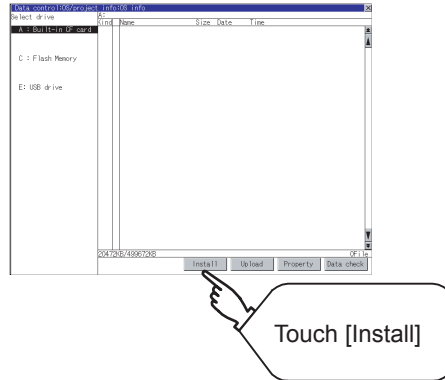 Data control:OS/project info:OS info
Select drive
A:
Kind Name Size Date Time
A : Built-in CF card
C : Flash Memory
E: USB drive
20472KB/499672KB 0File
Install Upload Property Data check
Touch [Install]